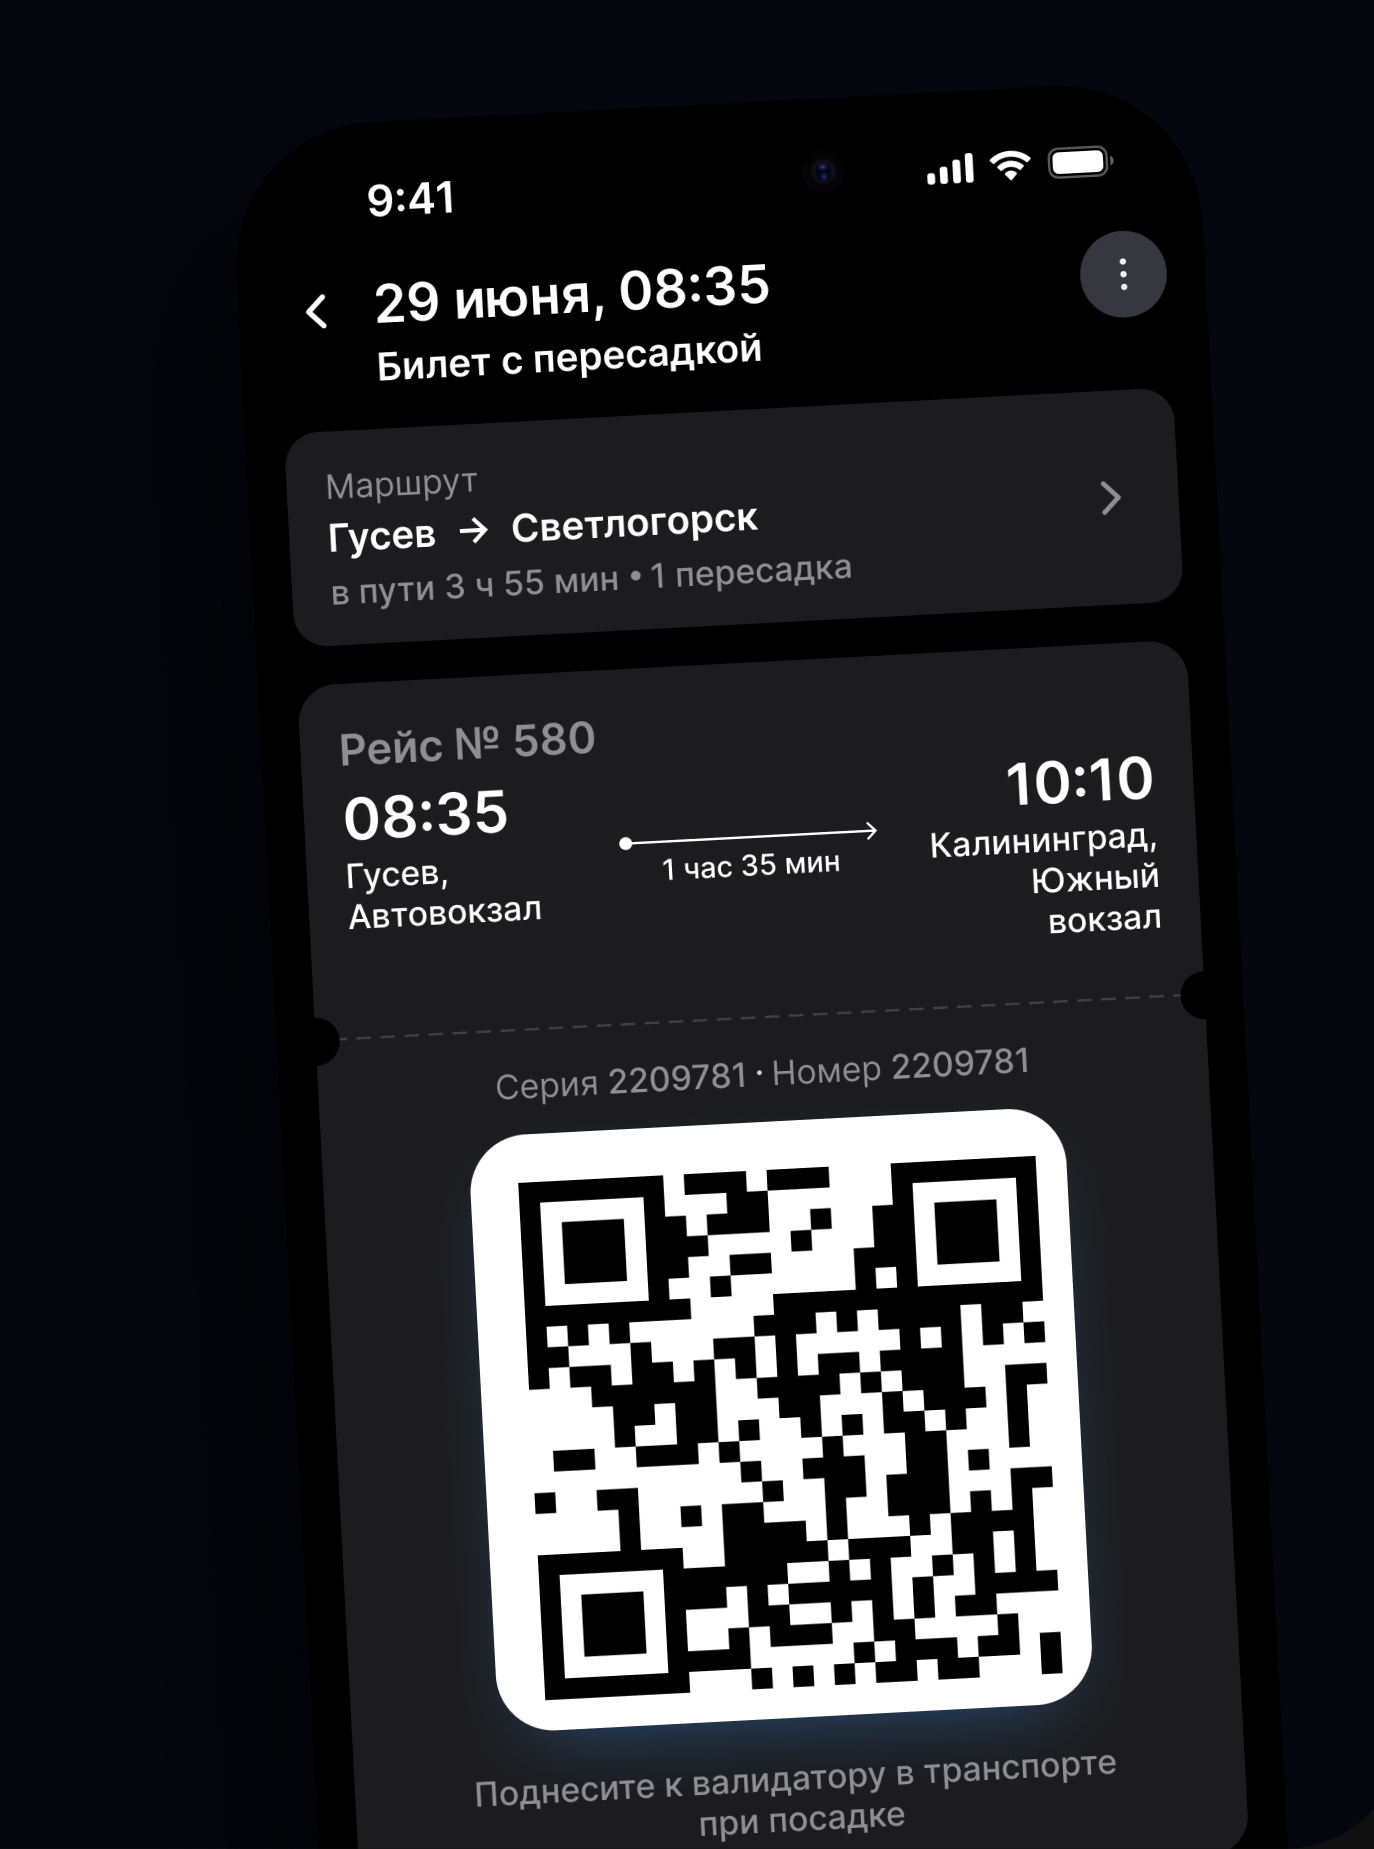 9:41
29 июня, 08:35
Билет с пересадкой
Маршрут
Гусев → Светлогорск
в пути 3 ч 55 мин • 1 пересадка
Рейс № 580
08:35
10:10
1 час 35 мин
Гусев,
Автовокзал
Калининград,
Южный
вокзал
Серия 2209781 · Номер 2209781
Поднесите к валидатору в транспорте
при посадке